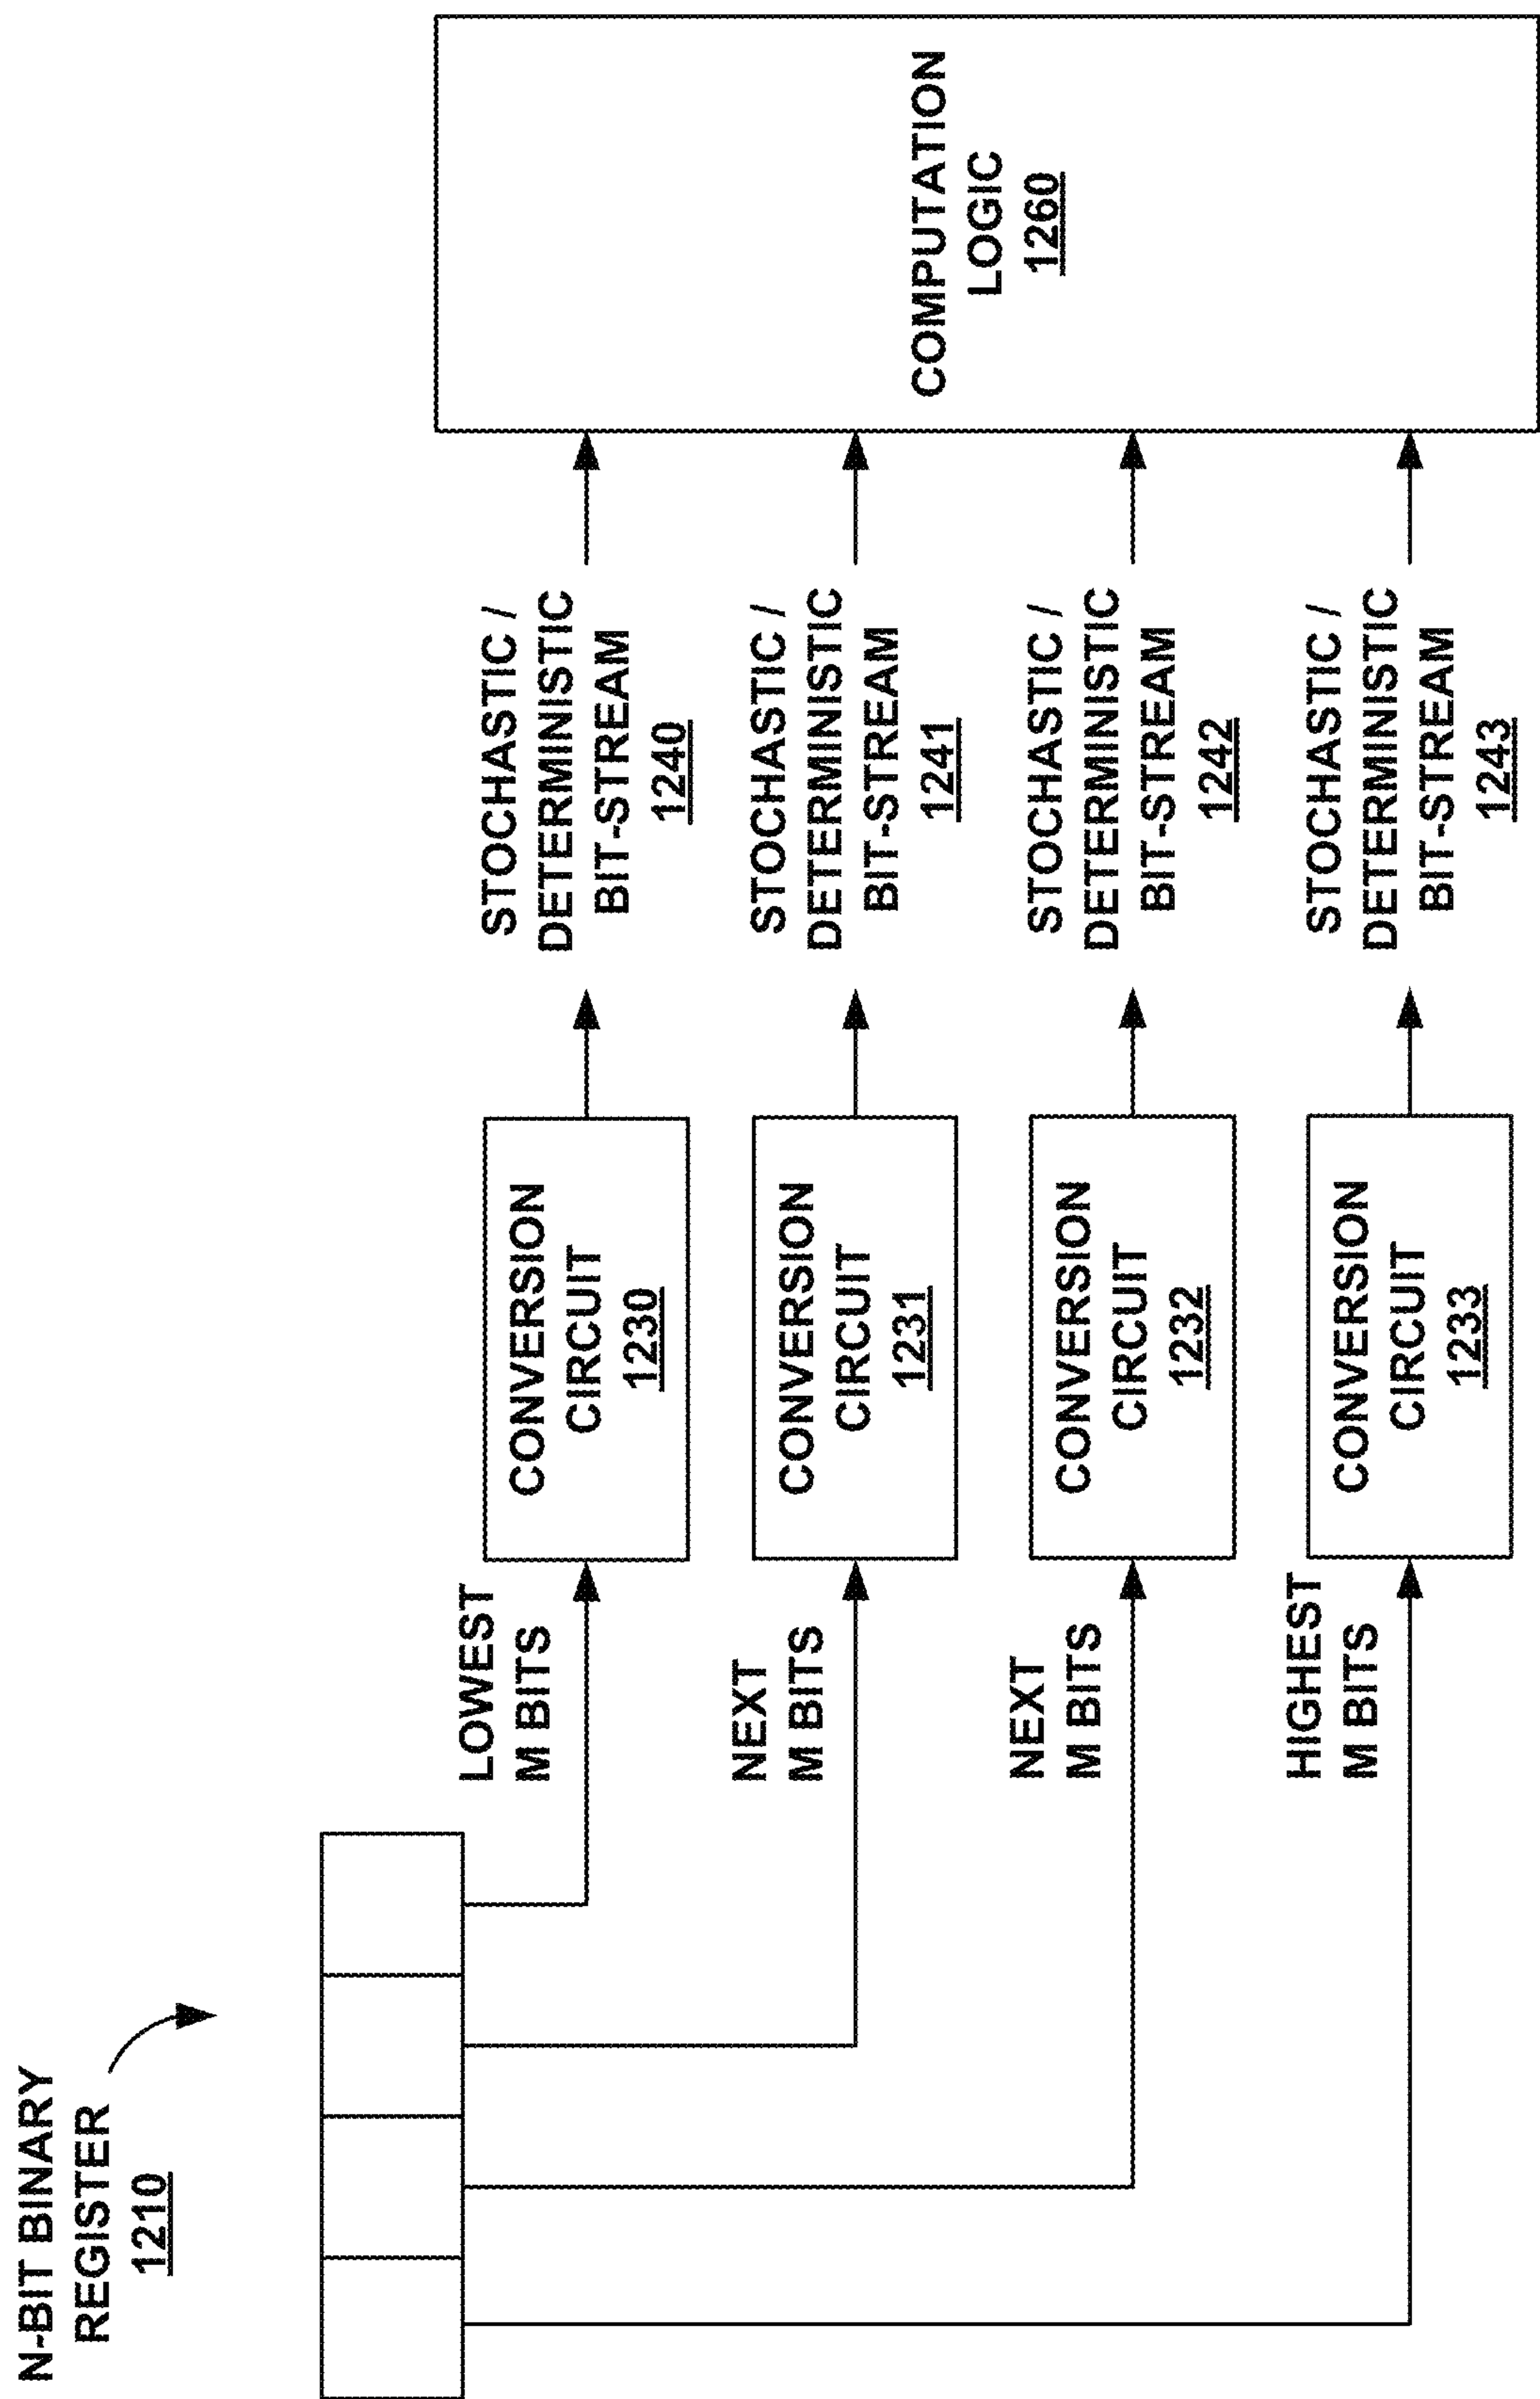 N-BIT BINARY
REGISTER
1210
LOWEST
M BITS
CONVERSION
CIRCUIT
1230
STOCHASTIC /
DETERMINISTIC
BIT-STREAM
1240
NEXT
M BITS
CONVERSION
CIRCUIT
1231
STOCHASTIC /
DETERMINISTIC
BIT-STREAM
1241
NEXT
M BITS
CONVERSION
CIRCUIT
1232
STOCHASTIC /
DETERMINISTIC
BIT-STREAM
1242
HIGHEST
M BITS
CONVERSION
CIRCUIT
1233
STOCHASTIC /
DETERMINISTIC
BIT-STREAM
1243
COMPUTATION
LOGIC
1260